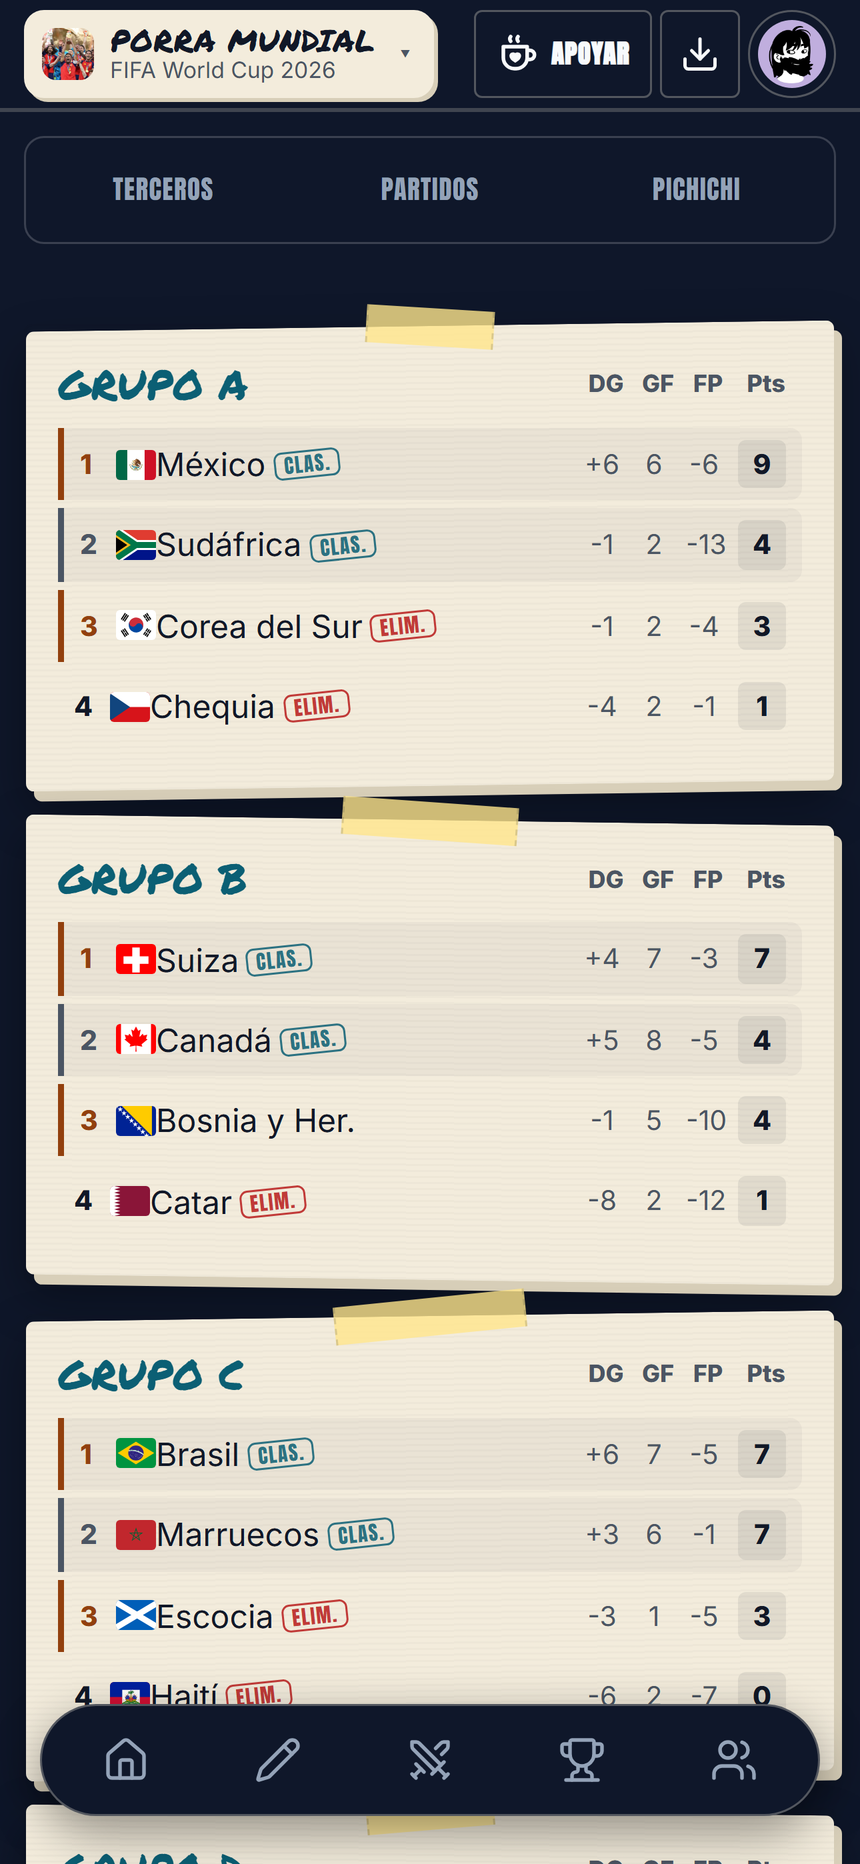 PORRA MUNDIAL
FIFA World Cup 2026
▼
APOYAR
TERCEROS PARTIDOS PICHICHI
GRUPO A DG GF FP Pts
1 México CLAS. +6 6 -6 9
2 Sudáfrica CLAS. -1 2 -13 4
3 Corea del Sur ELIM. -1 2 -4 3
4 Chequia ELIM. -4 2 -1 1
GRUPO B DG GF FP Pts
1 Suiza CLAS. +4 7 -3 7
2 Canadá CLAS. +5 8 -5 4
3 Bosnia y Her. -1 5 -10 4
4 Catar ELIM. -8 2 -12 1
GRUPO C DG GF FP Pts
1 Brasil CLAS. +6 7 -5 7
2 Marruecos CLAS. +3 6 -1 7
3 Escocia ELIM. -3 1 -5 3
4 Haití ELIM. -6 2 -7 0